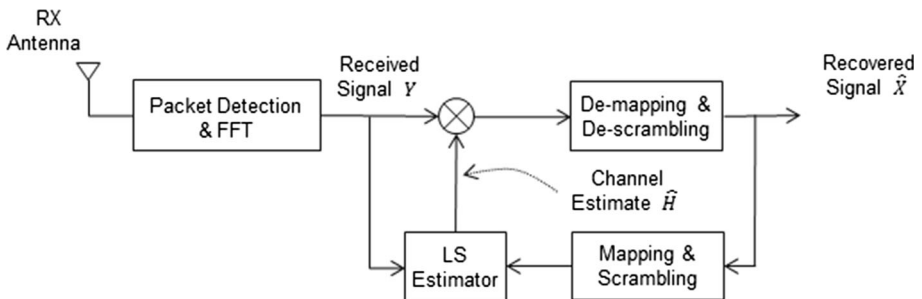 RX
Antenna
Packet Detection
& FFT
Received
Signal Y
De-mapping &
De-scrambling
Recovered
Signal X̂
Channel
Estimate Ĥ
LS
Estimator
Mapping &
Scrambling